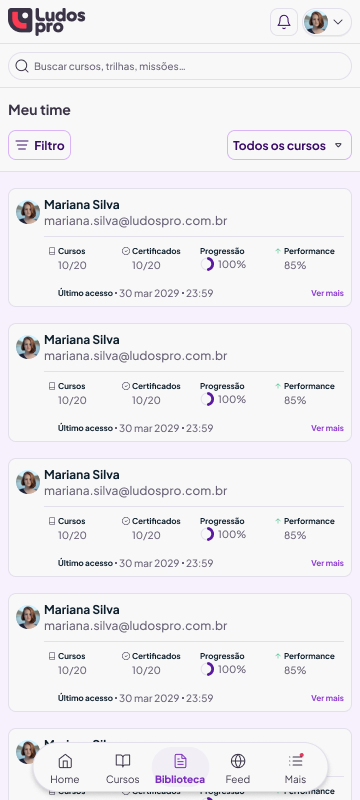 Ludos
pro
Buscar cursos, trilhas, missões...
Meu time
Filtro
Todos os cursos
Mariana Silva
mariana.silva@ludospro.com.br
Cursos Certificados Progressão Performance
10/20 10/20 100% 85%
Último acesso • 30 mar 2029 • 23:59 Ver mais
Mariana Silva
mariana.silva@ludospro.com.br
Cursos Certificados Progressão Performance
10/20 10/20 100% 85%
Último acesso • 30 mar 2029 • 23:59 Ver mais
Mariana Silva
mariana.silva@ludospro.com.br
Cursos Certificados Progressão Performance
10/20 10/20 100% 85%
Último acesso • 30 mar 2029 • 23:59 Ver mais
Mariana Silva
mariana.silva@ludospro.com.br
Cursos Certificados Progressão Performance
10/20 10/20 100% 85%
Último acesso • 30 mar 2029 • 23:59 Ver mais
Home Cursos Biblioteca Feed Mais